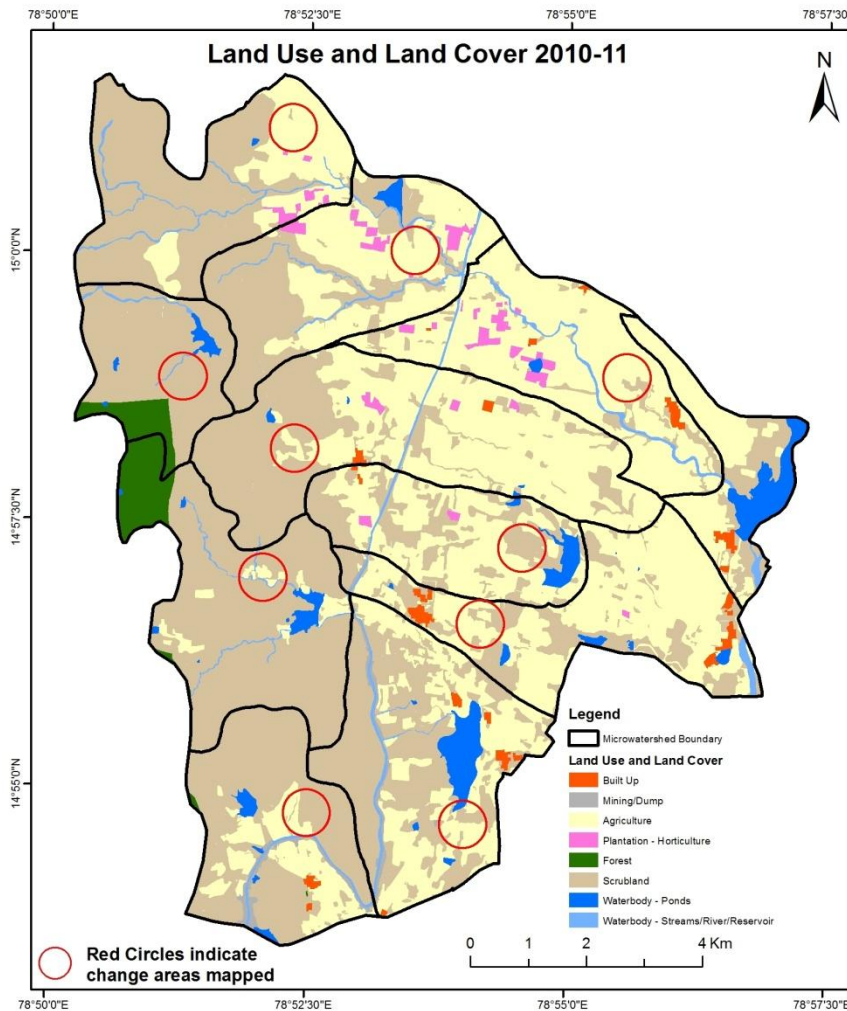 78°50'0"E 78°52'30"E 78°55'0"E 78°57'30"E
Land Use and Land Cover 2010-11
N
15°0'0"N
14°57'30"N
14°55'0"N
Legend
Microwatershed Boundary
Land Use and Land Cover
Built Up
Mining/Dump
Agriculture
Plantation - Horticulture
Forest
Scrubland
Waterbody - Ponds
Waterbody - Streams/River/Reservoir
Red Circles indicate
change areas mapped
0 1 2 4 Km
78°50'0"E 78°52'30"E 78°55'0"E 78°57'30"E